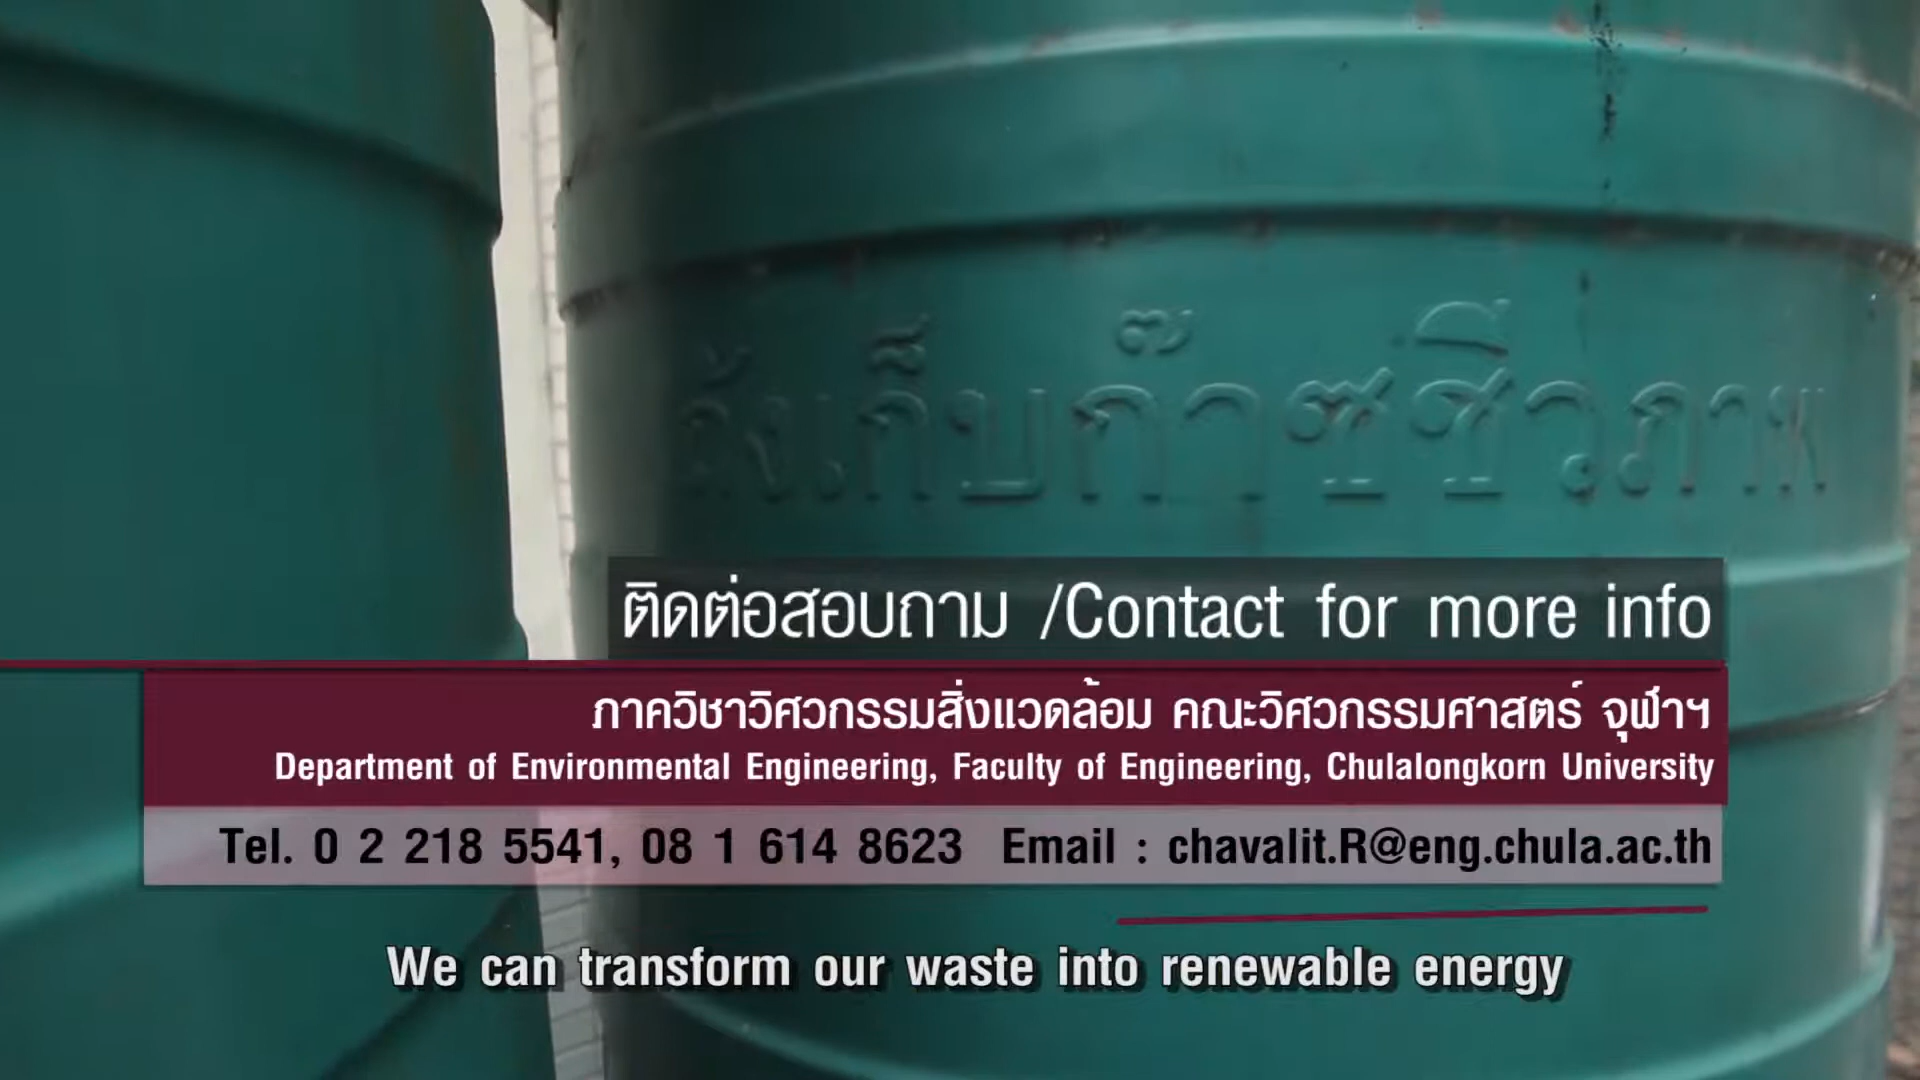 ถังเก็บก๊าซชีวภาพ
ติดต่อสอบถาม /Contact for more info
ภาควิชาวิศวกรรมสิ่งแวดล้อม คณะวิศวกรรมศาสตร์ จุฬาฯ
Department of Environmental Engineering, Faculty of Engineering, Chulalongkorn University
Tel. 0 2 218 5541, 08 1 614 8623 Email : chavalit.R@eng.chula.ac.th
We can transform our waste into renewable energy